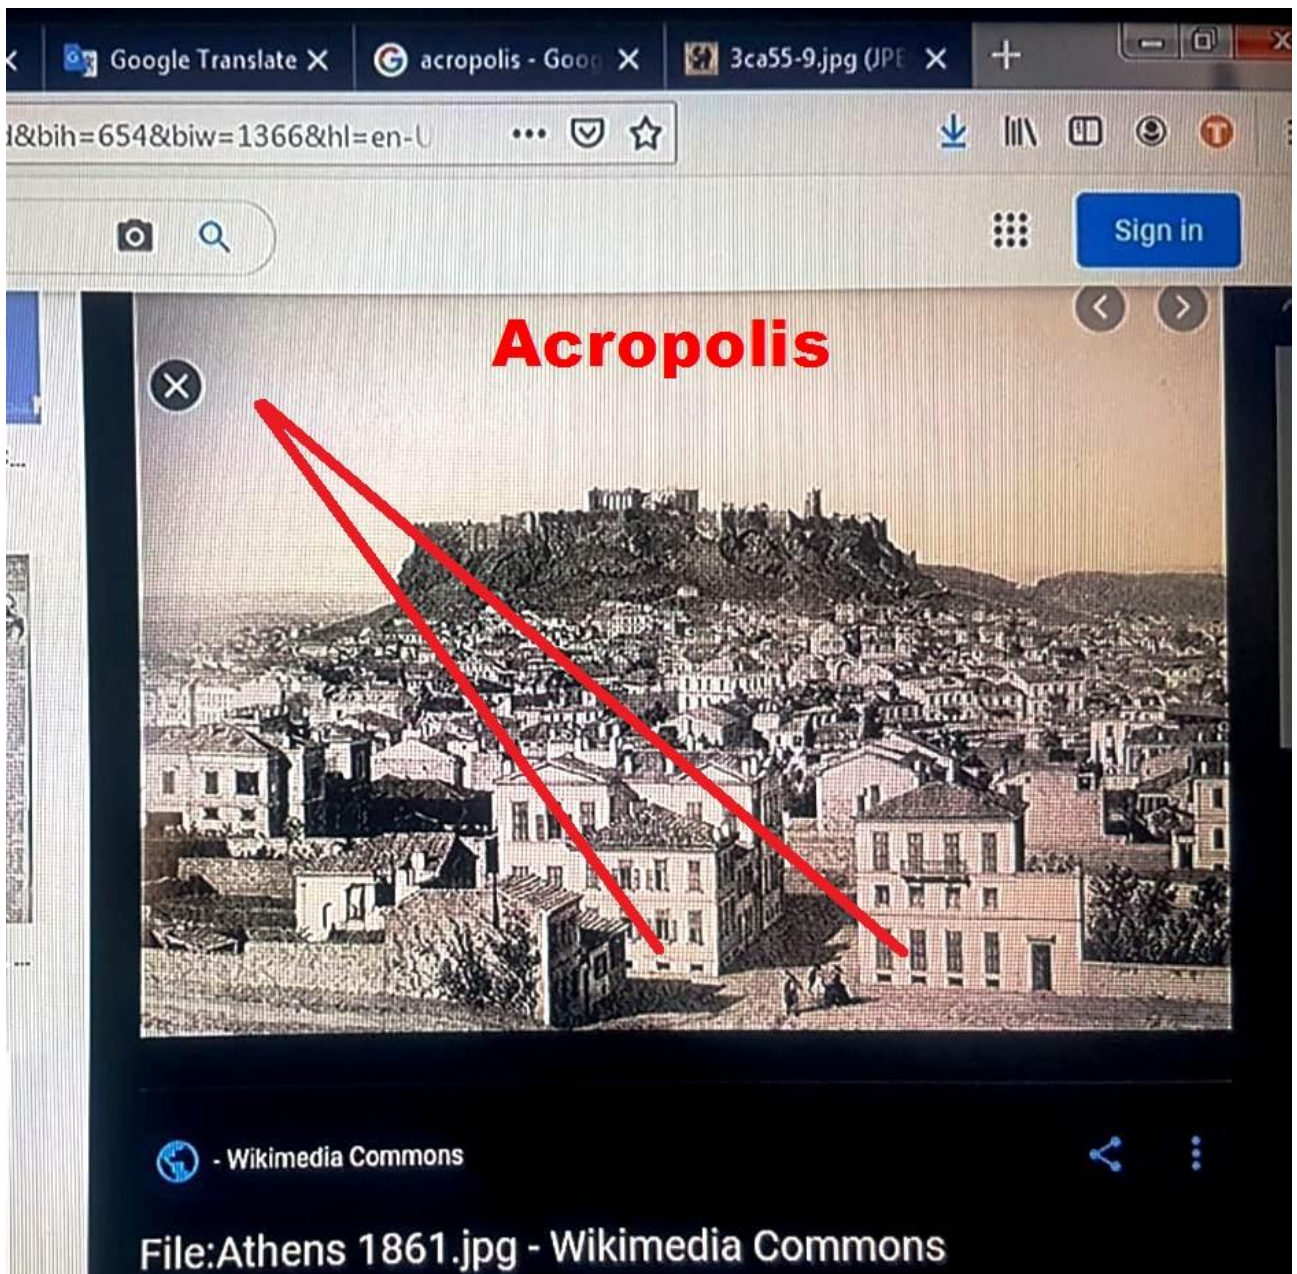 Google Translate
acropolis - Goo
3ca55-9.jpg (JPE
d&bih=654&biw=1366&hl=en-U
Sign in
Acropolis
- Wikimedia Commons
File:Athens 1861.jpg - Wikimedia Commons